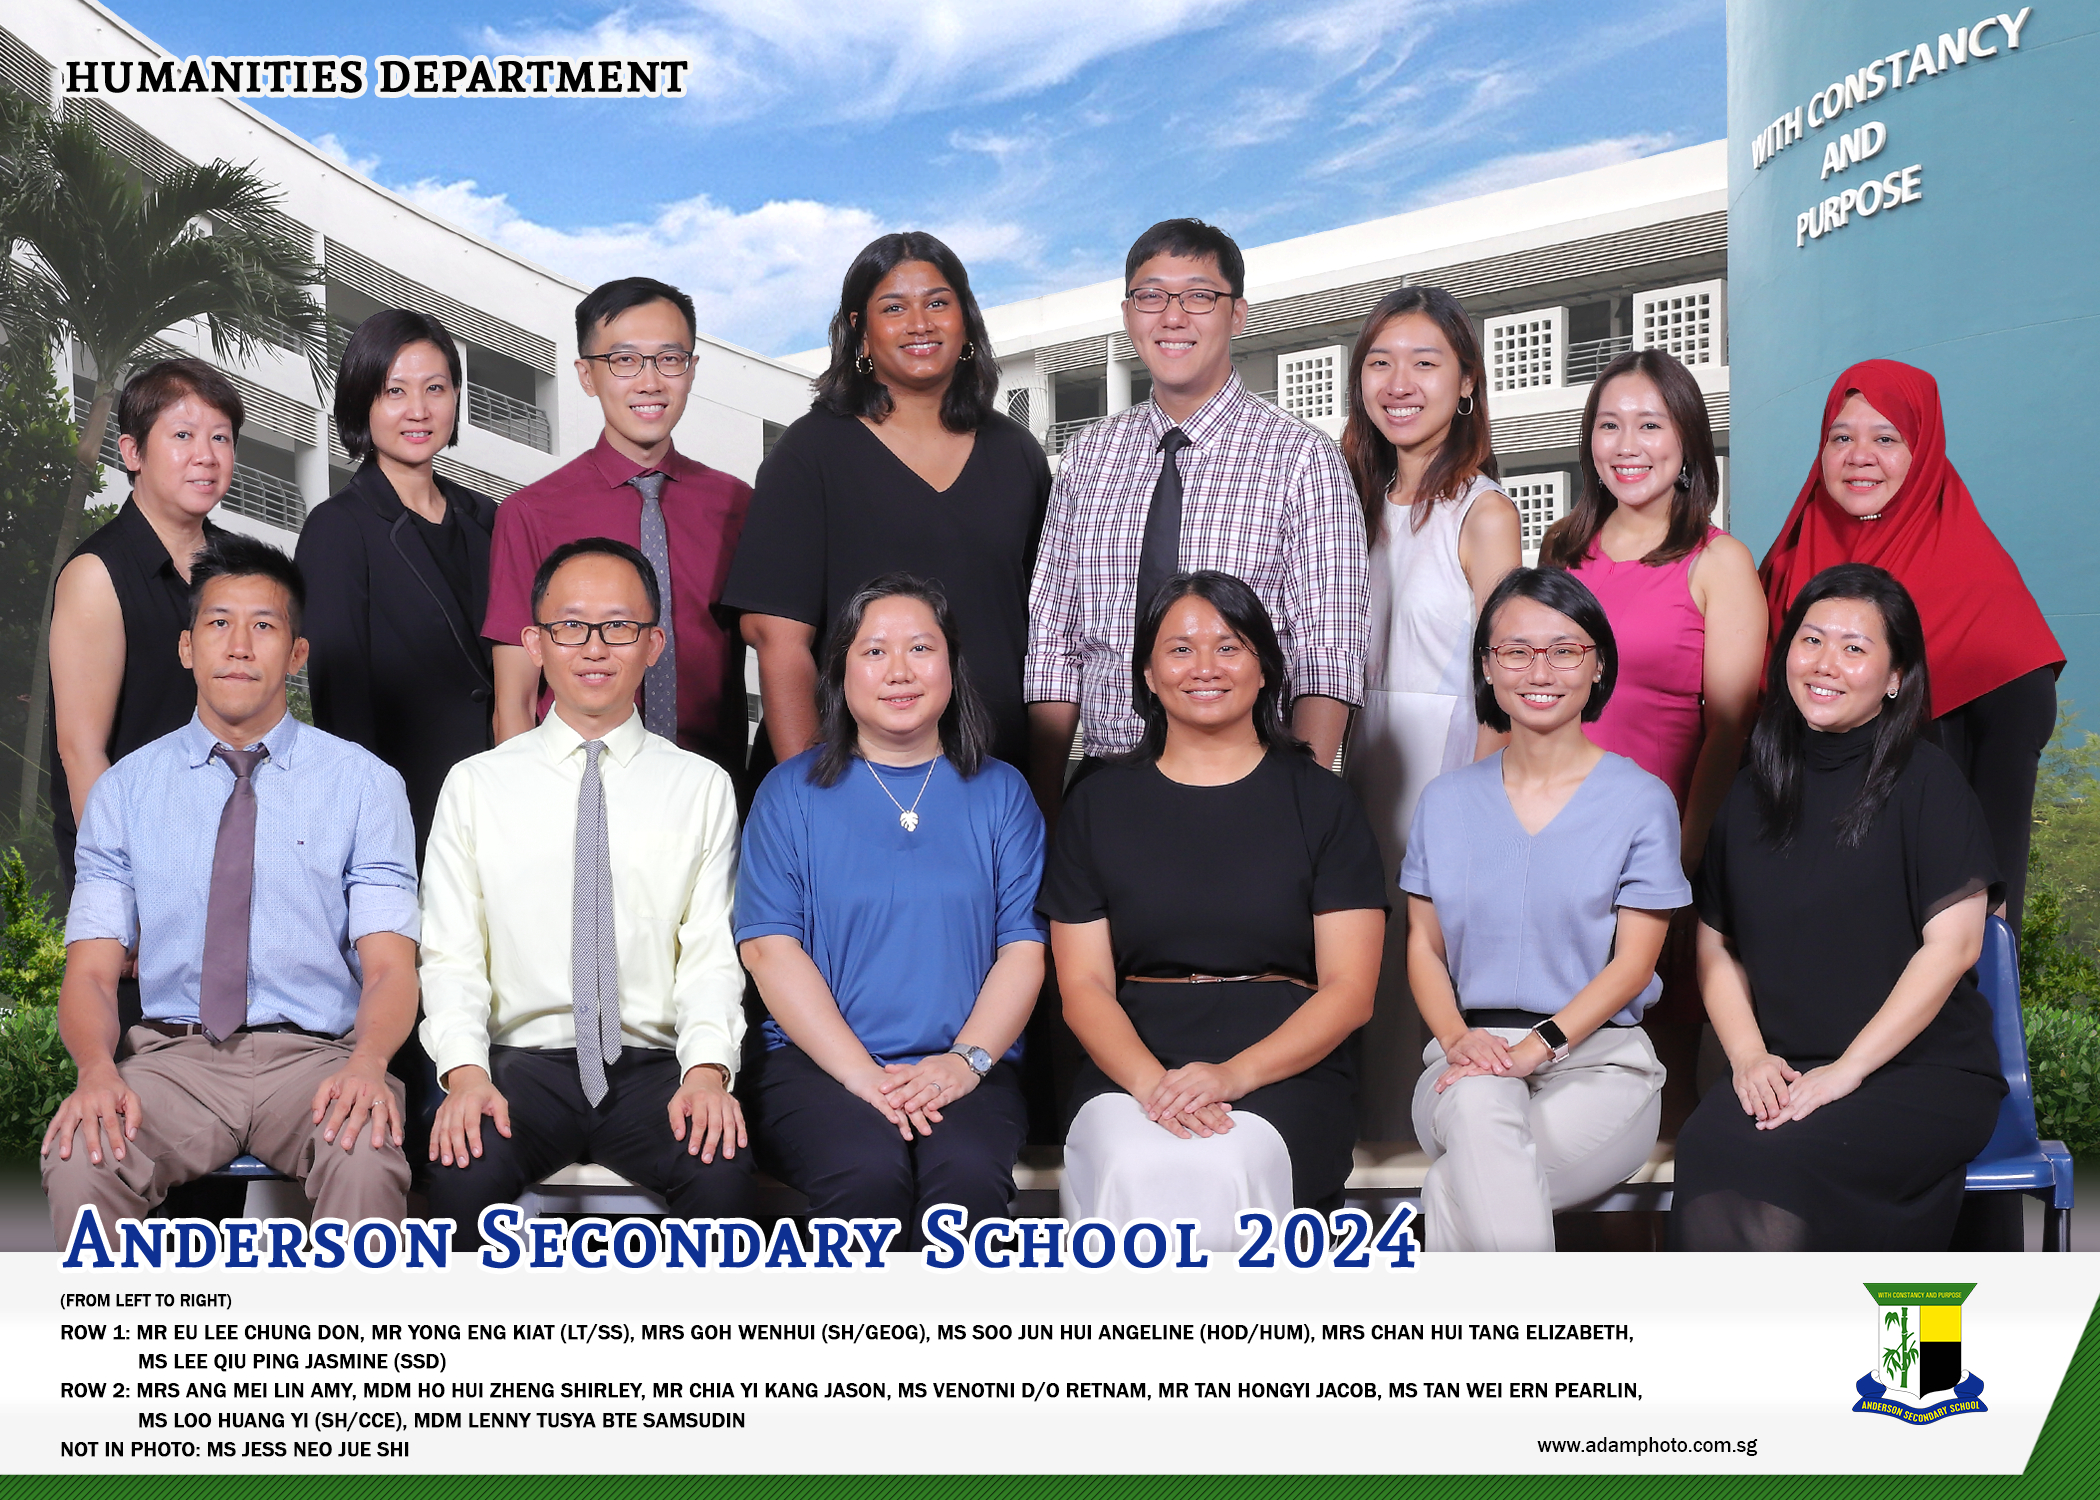 HUMANITIES DEPARTMENT
WITH CONSTANCY
AND
PURPOSE
ANDERSON SECONDARY SCHOOL 2024
(FROM LEFT TO RIGHT)
ROW 1: MR EU LEE CHUNG DON, MR YONG ENG KIAT (LT/SS), MRS GOH WENHUI (SH/GEOG), MS SOO JUN HUI ANGELINE (HOD/HUM), MRS CHAN HUI TANG ELIZABETH,
MS LEE QIU PING JASMINE (SSD)
ROW 2: MRS ANG MEI LIN AMY, MDM HO HUI ZHENG SHIRLEY, MR CHIA YI KANG JASON, MS VENOTNI D/O RETNAM, MR TAN HONGYI JACOB, MS TAN WEI ERN PEARLIN,
MS LOO HUANG YI (SH/CCE), MDM LENNY TUSYA BTE SAMSUDIN
NOT IN PHOTO: MS JESS NEO JUE SHI
www.adamphoto.com.sg
WITH CONSTANCY AND PURPOSE
ANDERSON SECONDARY SCHOOL